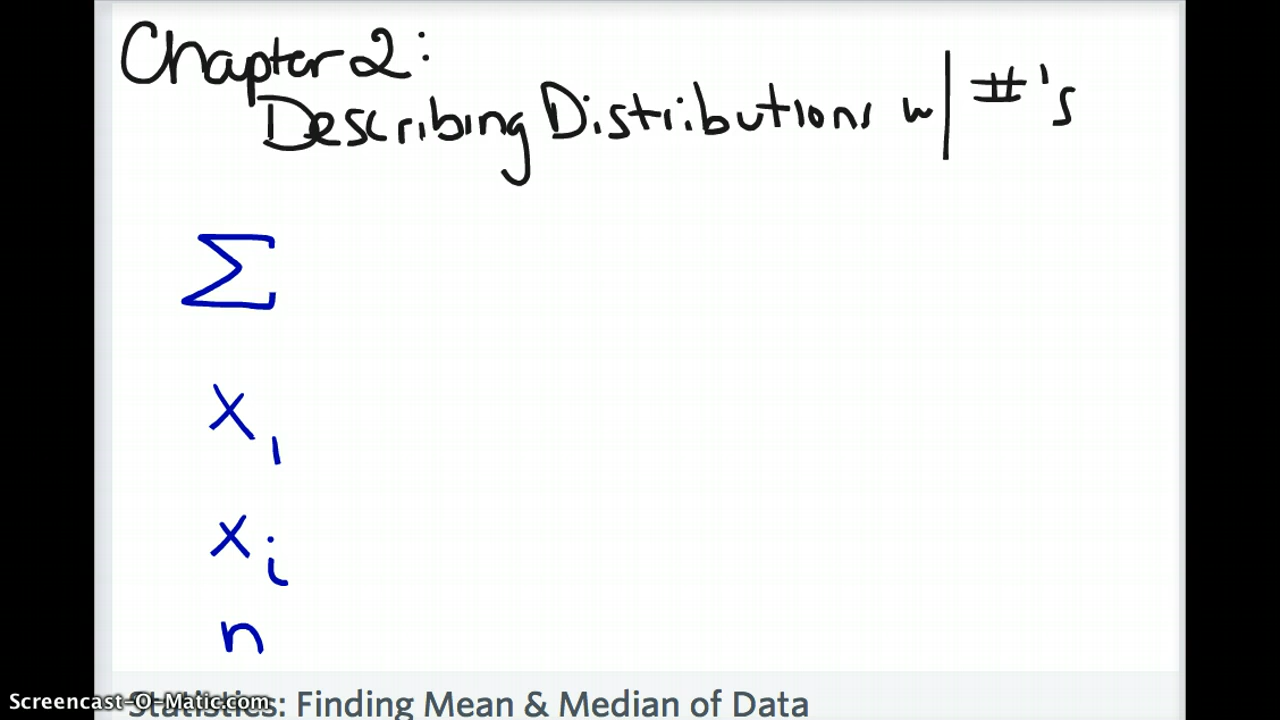 Chapter 2:
Describing Distributions w/ #'s
Σ
x₁
xᵢ
n
Screencast-O-Matic.com
Statistics: Finding Mean & Median of Data